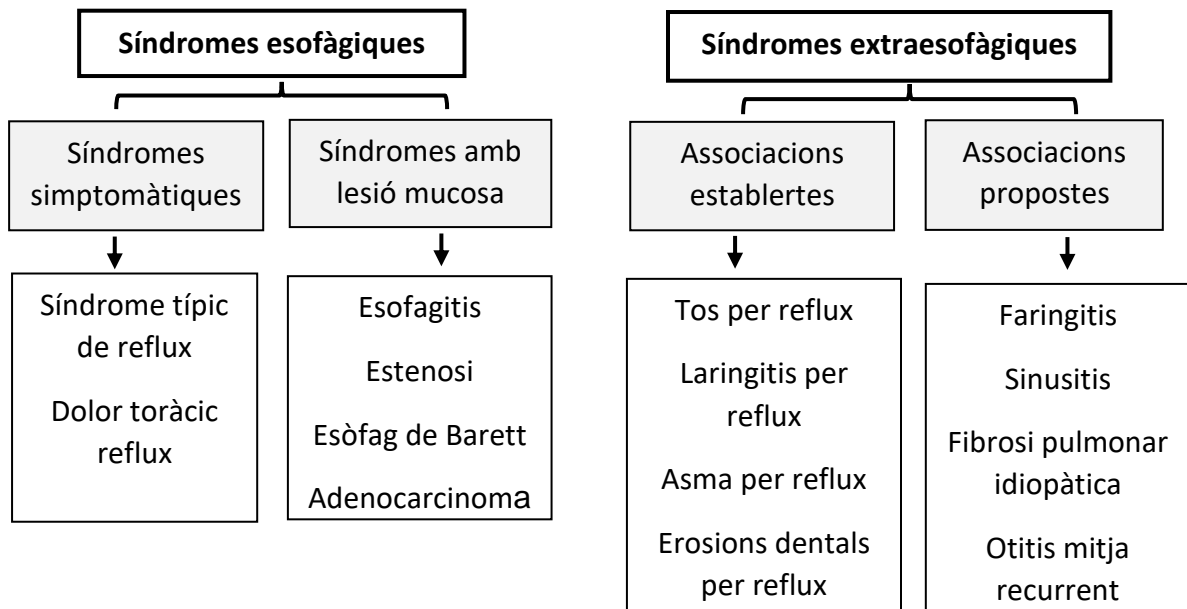 Síndromes esofàgiques
Síndromes
simptomàtiques
Síndromes amb
lesió mucosa
Síndrome típic
de reflux
Dolor toràcic
reflux
Esofagitis
Estenosi
Esòfag de Barett
Adenocarcinoma
Síndromes extraesofàgiques
Associacions
establertes
Associacions
propostes
Tos per reflux
Laringitis per
reflux
Asma per reflux
Erosions dentals
per reflux
Faringitis
Sinusitis
Fibrosi pulmonar
idiopàtica
Otitis mitja
recurrent